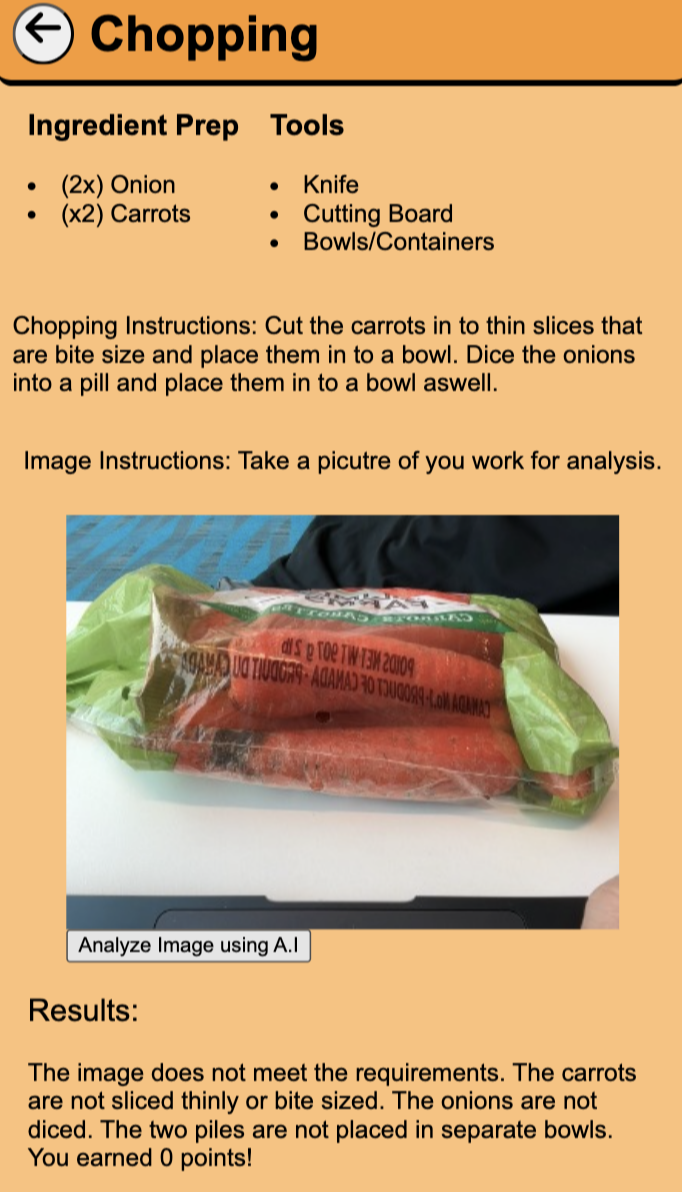 Chopping
Ingredient Prep
(2x) Onion
(x2) Carrots
Tools
Knife
Cutting Board
Bowls/Containers
Chopping Instructions: Cut the carrots in to thin slices that
are bite size and place them in to a bowl. Dice the onions
into a pill and place them in to a bowl aswell.
Image Instructions: Take a picutre of you work for analysis.
FARMS
CARROTS CAROTTES
POIDS NET WT 907 g 2 lb
CANADA No.1 - PRODUCT OF CANADA - PRODUIT DU CANADA
Analyze Image using A.I
Results:
The image does not meet the requirements. The carrots
are not sliced thinly or bite sized. The onions are not
diced. The two piles are not placed in separate bowls.
You earned 0 points!